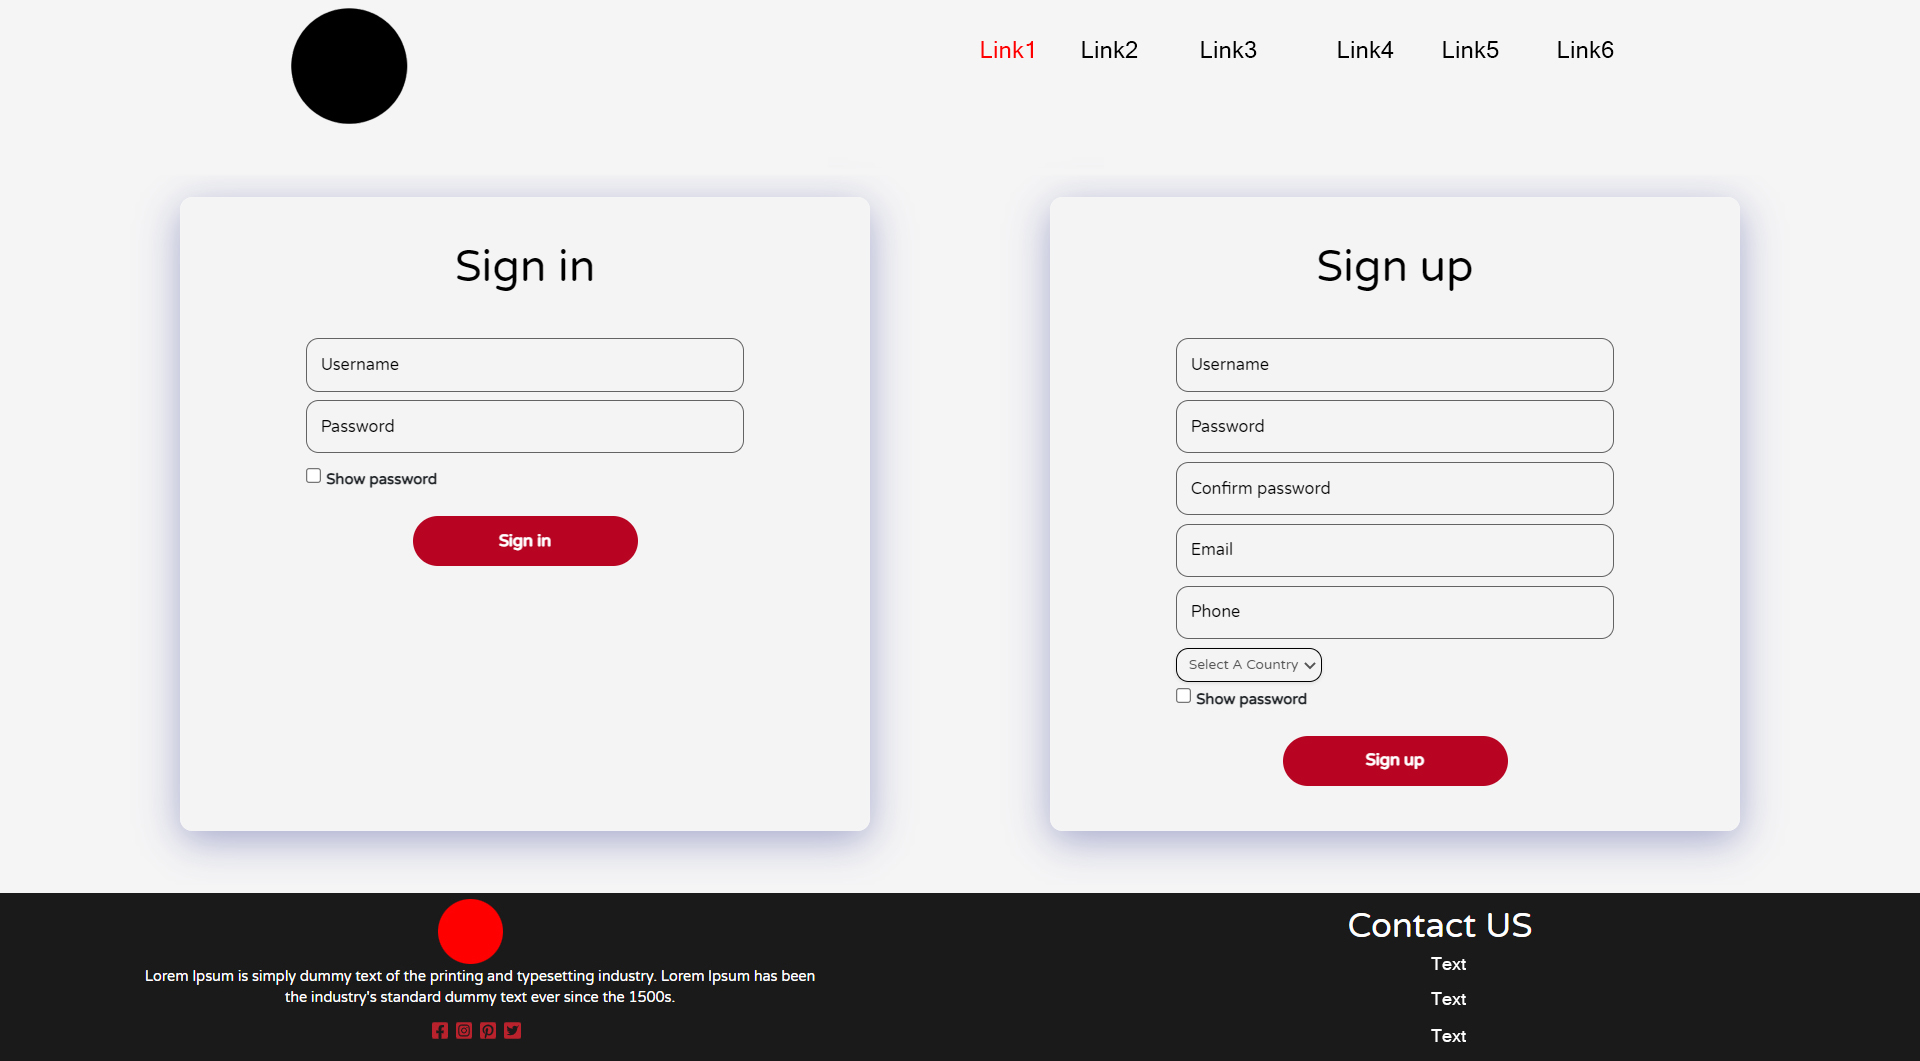 Link1 Link2 Link3 Link4 Link5 Link6
Sign in
Username
Password
Show password
Sign in
Sign up
Username
Password
Confirm password
Email
Phone
Select A Country
Show password
Sign up
Lorem Ipsum is simply dummy text of the printing and typesetting industry. Lorem Ipsum has been
the industry's standard dummy text ever since the 1500s.
Contact US
Text
Text
Text